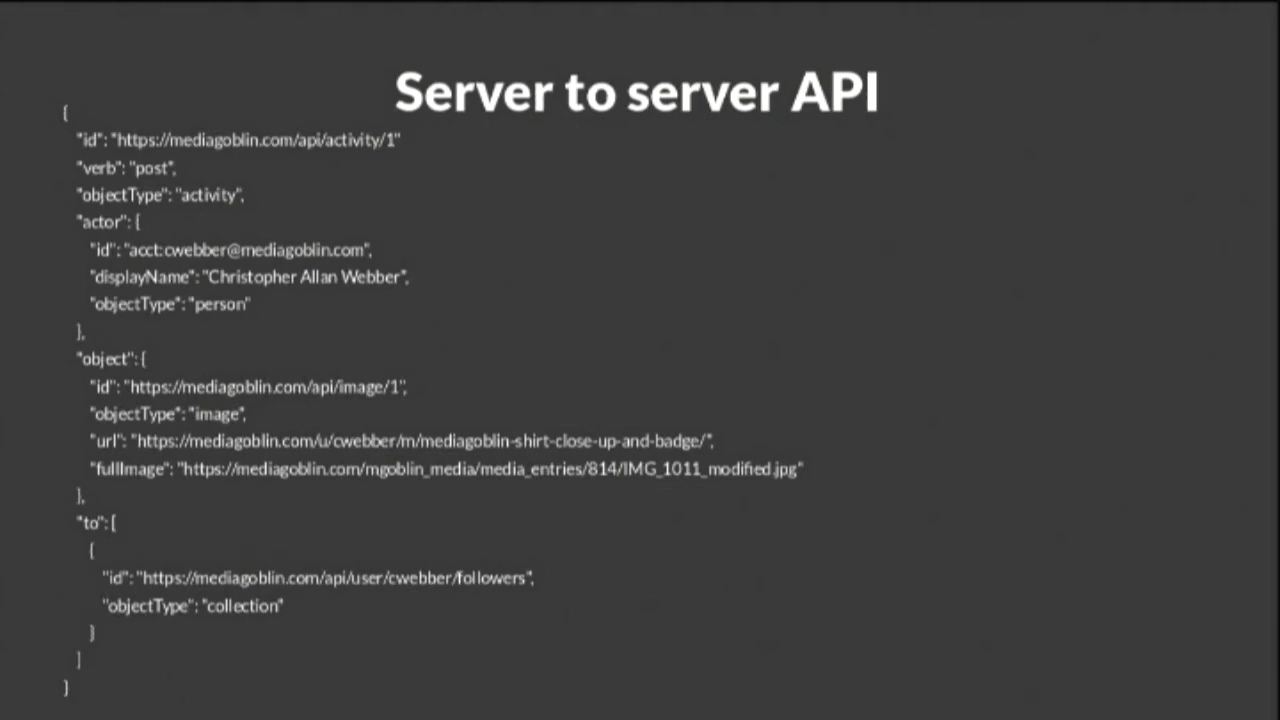 Server to server API
{
"id": "https://mediagoblin.com/api/activity/1"
"verb": "post",
"objectType": "activity",
"actor": {
"id": "acct:cwebber@mediagoblin.com",
"displayName": "Christopher Allan Webber",
"objectType": "person"
},
"object": {
"id": "https://mediagoblin.com/api/image/1",
"objectType": "image",
"url": "https://mediagoblin.com/u/cwebber/m/mediagoblin-shirt-close-up-and-badge/",
"fullImage": "https://mediagoblin.com/mgoblin_media/media_entries/814/IMG_1011_modified.jpg"
},
"to": [
{
"id": "https://mediagoblin.com/api/user/cwebber/followers",
"objectType": "collection"
}
]
}